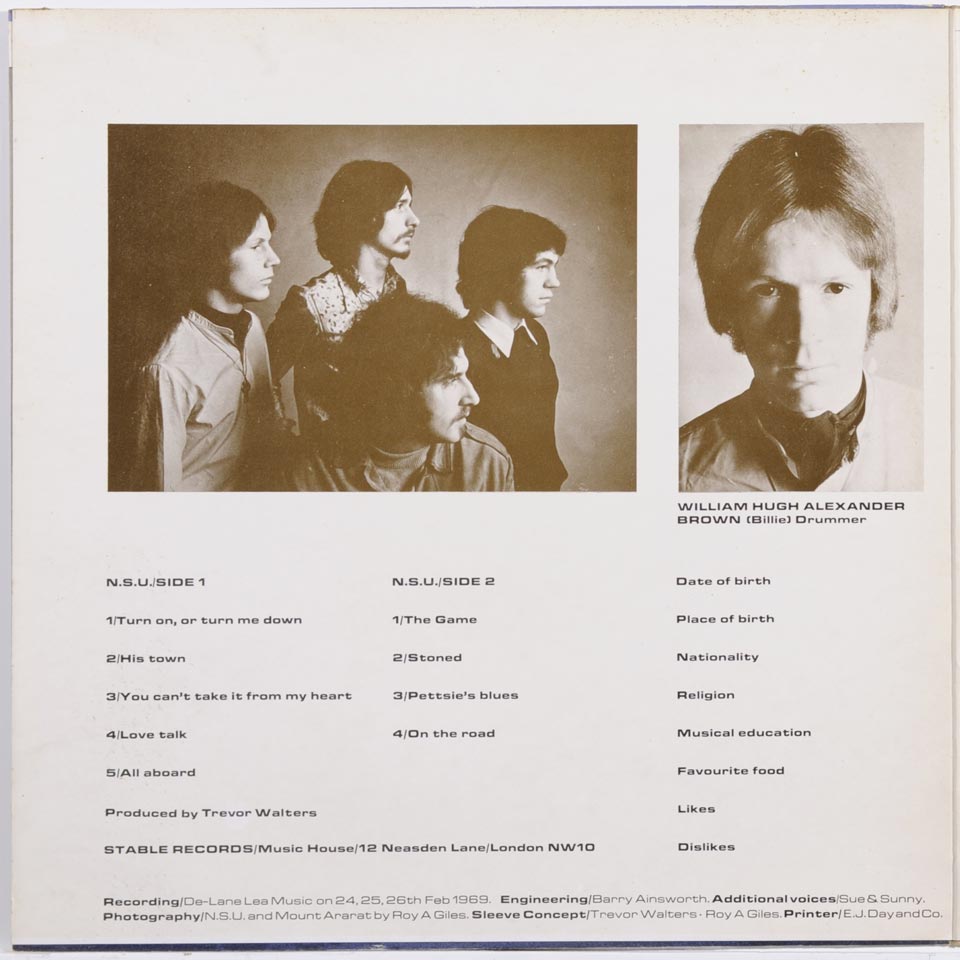 WILLIAM HUGH ALEXANDER
BROWN (Billie) Drummer
N.S.U./SIDE 1
1/Turn on, or turn me down
2/His town
3/You can't take it from my heart
4/Love talk
5/All aboard
Produced by Trevor Walters
N.S.U./SIDE 2
1/The Game
2/Stoned
3/Pettsie's blues
4/On the road
Date of birth
Place of birth
Nationality
Religion
Musical education
Favourite food
Likes
Dislikes
STABLE RECORDS/Music House/12 Neasden Lane/London NW10
Recording/De-Lane Lea Music on 24, 25, 26th Feb 1969. Engineering/Barry Ainsworth. Additional voices/Sue & Sunny.
Photography/N.S.U. and Mount Ararat by Roy A Giles. Sleeve Concept/Trevor Walters · Roy A Giles. Printer/E.J. Day and Co.